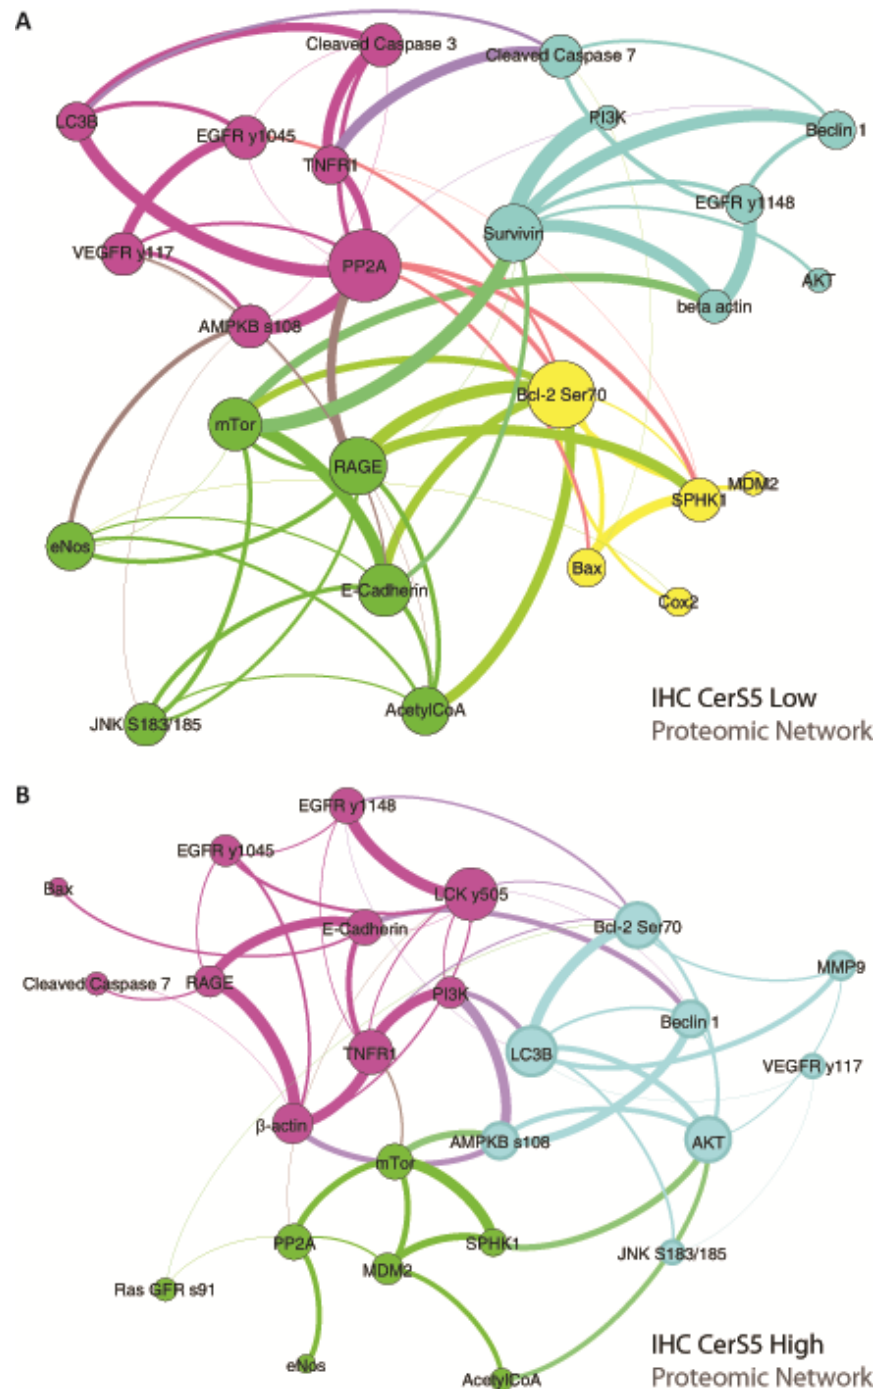 A
Cleaved Caspase 3
Cleaved Caspase 7
LC3B
EGFR y1045
TNFR1
PI3K
Beclin 1
EGFR y1148
VEGFR y117
PP2A
Survivin
AKT
beta actin
AMPKB s108
Bcl-2 Ser70
mTor
RAGE
MDM2
SPHK1
eNos
Bax
E-Cadherin
Cox2
AcetylCoA
JNK S183/185
IHC CerS5 Low
Proteomic Network
B
EGFR y1148
EGFR y1045
Bax
LCK y505
E-Cadherin
Bcl-2 Ser70
Cleaved Caspase 7
RAGE
PI3K
MMP9
Beclin 1
TNFR1
LC3B
VEGFR y117
β-actin
AMPKB s108
AKT
mTor
PP2A
SPHK1
MDM2
JNK S183/185
Ras GFR s91
eNos
AcetylCoA
IHC CerS5 High
Proteomic Network